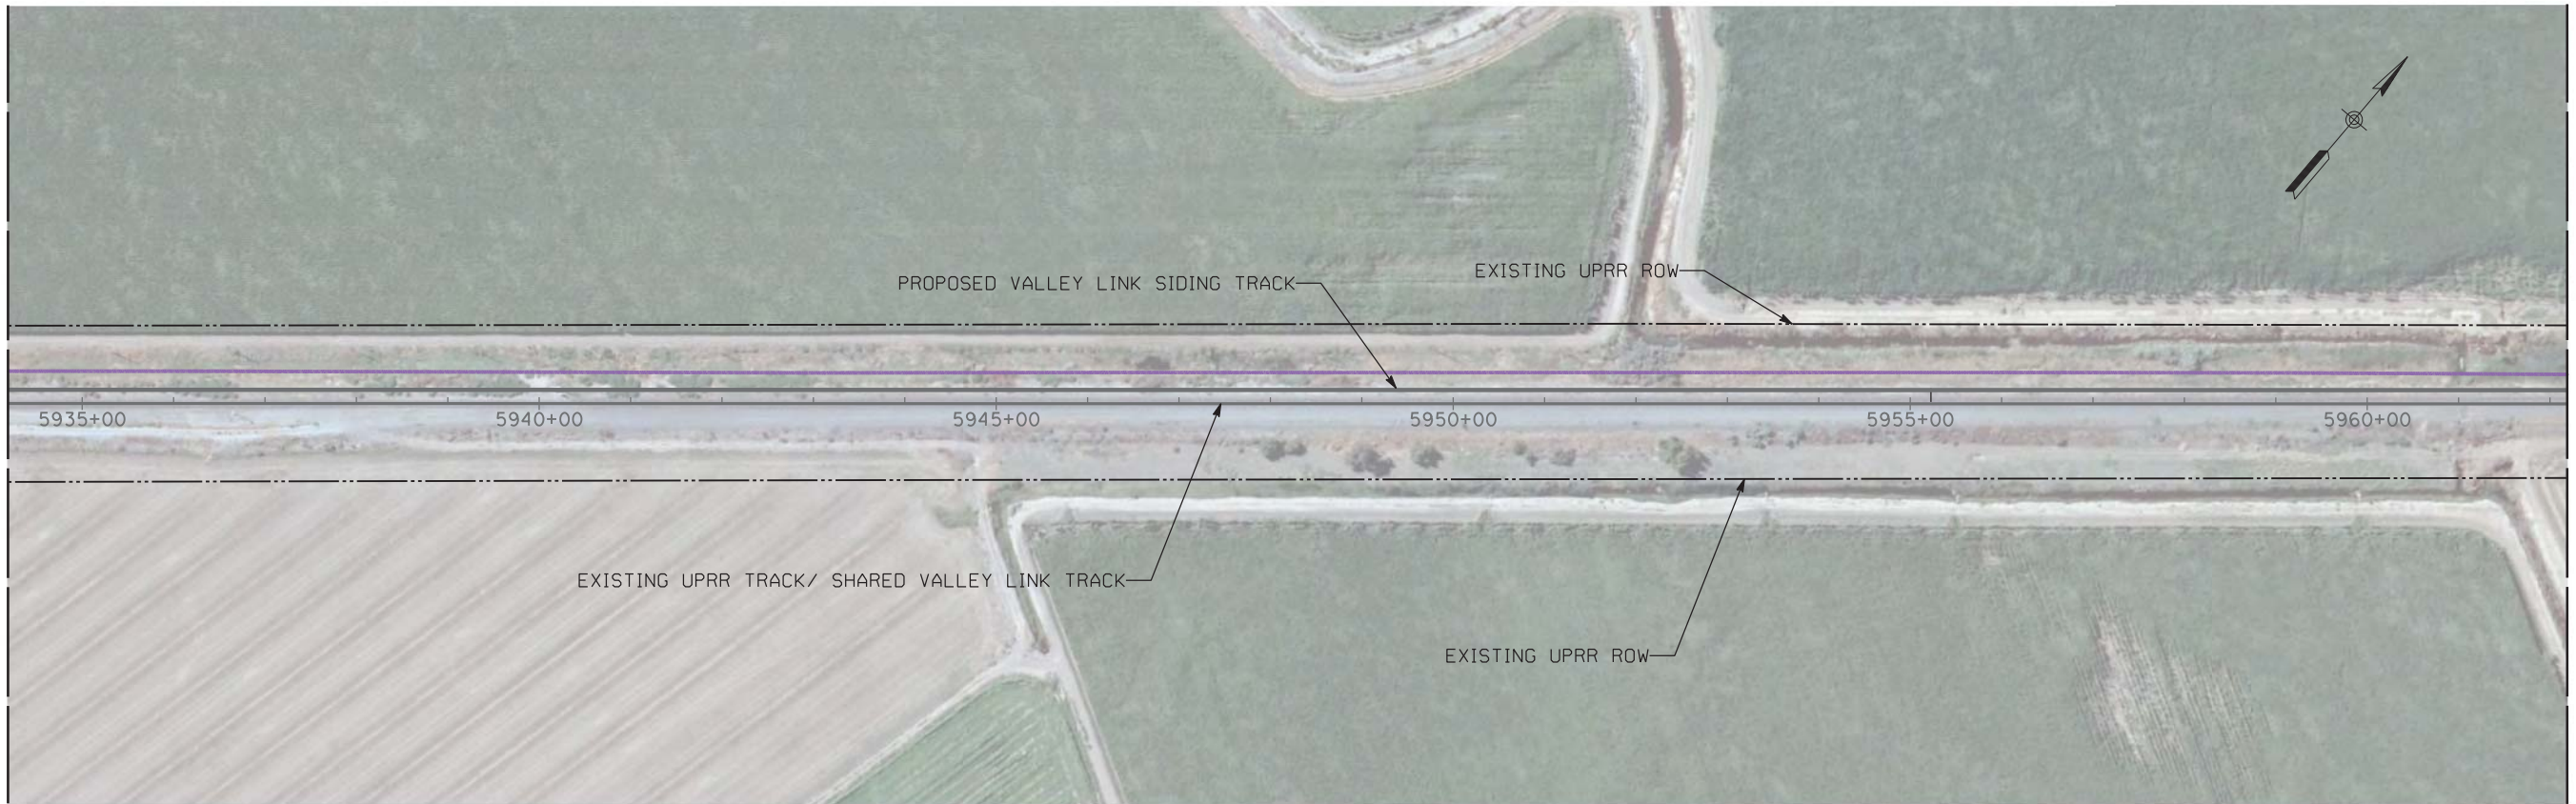 EXISTING UPRR ROW
PROPOSED VALLEY LINK SIDING TRACK
5935+00
5940+00
5945+00
5950+00
5955+00
5960+00
EXISTING UPRR TRACK/ SHARED VALLEY LINK TRACK
EXISTING UPRR ROW